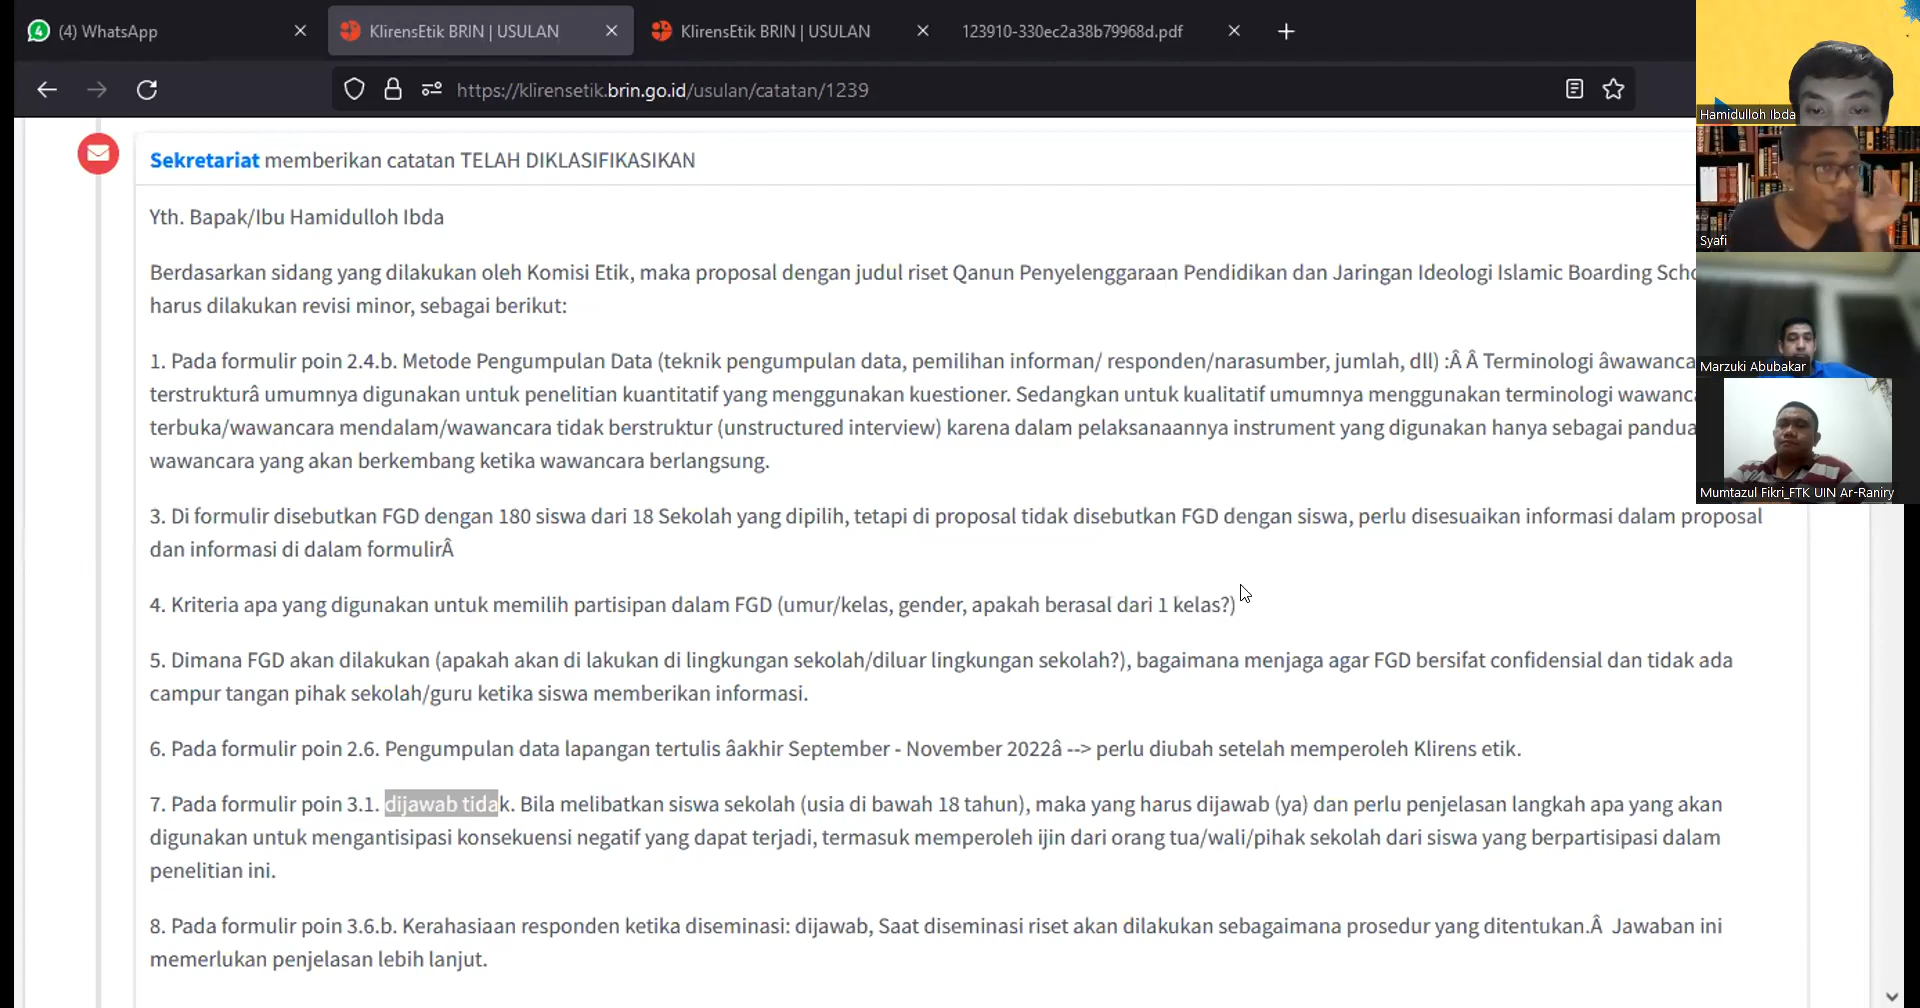 (4) WhatsApp
KlirensEtik BRIN | USULAN
KlirensEtik BRIN | USULAN
123910-330ec2a38b79968d.pdf
https://klirensetik.brin.go.id/usulan/catatan/1239
Hamidulloh Ibda
Syafi
Marzuki Abubakar
Mumtazul Fikri_FTK UIN Ar-Raniry
Sekretariat memberikan catatan TELAH DIKLASIFIKASIKAN
Yth. Bapak/Ibu Hamidulloh Ibda
Berdasarkan sidang yang dilakukan oleh Komisi Etik, maka proposal dengan judul riset Qanun Penyelenggaraan Pendidikan dan Jaringan Ideologi Islamic Boarding Scho
harus dilakukan revisi minor, sebagai berikut:
1. Pada formulir poin 2.4.b. Metode Pengumpulan Data (teknik pengumpulan data, pemilihan informan/ responden/narasumber, jumlah, dll) :Â Â Terminologi âwawanca
terstrukturâ umumnya digunakan untuk penelitian kuantitatif yang menggunakan kuestioner. Sedangkan untuk kualitatif umumnya menggunakan terminologi wawanc
terbuka/wawancara mendalam/wawancara tidak berstruktur (unstructured interview) karena dalam pelaksanaannya instrument yang digunakan hanya sebagai pandua
wawancara yang akan berkembang ketika wawancara berlangsung.
3. Di formulir disebutkan FGD dengan 180 siswa dari 18 Sekolah yang dipilih, tetapi di proposal tidak disebutkan FGD dengan siswa, perlu disesuaikan informasi dalam proposal
dan informasi di dalam formulirÂ
4. Kriteria apa yang digunakan untuk memilih partisipan dalam FGD (umur/kelas, gender, apakah berasal dari 1 kelas?)
5. Dimana FGD akan dilakukan (apakah akan di lakukan di lingkungan sekolah/diluar lingkungan sekolah?), bagaimana menjaga agar FGD bersifat confidensial dan tidak ada
campur tangan pihak sekolah/guru ketika siswa memberikan informasi.
6. Pada formulir poin 2.6. Pengumpulan data lapangan tertulis âakhir September - November 2022â --> perlu diubah setelah memperoleh Klirens etik.
7. Pada formulir poin 3.1. dijawab tidak. Bila melibatkan siswa sekolah (usia di bawah 18 tahun), maka yang harus dijawab (ya) dan perlu penjelasan langkah apa yang akan
digunakan untuk mengantisipasi konsekuensi negatif yang dapat terjadi, termasuk memperoleh ijin dari orang tua/wali/pihak sekolah dari siswa yang berpartisipasi dalam
penelitian ini.
8. Pada formulir poin 3.6.b. Kerahasiaan responden ketika diseminasi: dijawab, Saat diseminasi riset akan dilakukan sebagaimana prosedur yang ditentukan.Â Jawaban ini
memerlukan penjelasan lebih lanjut.